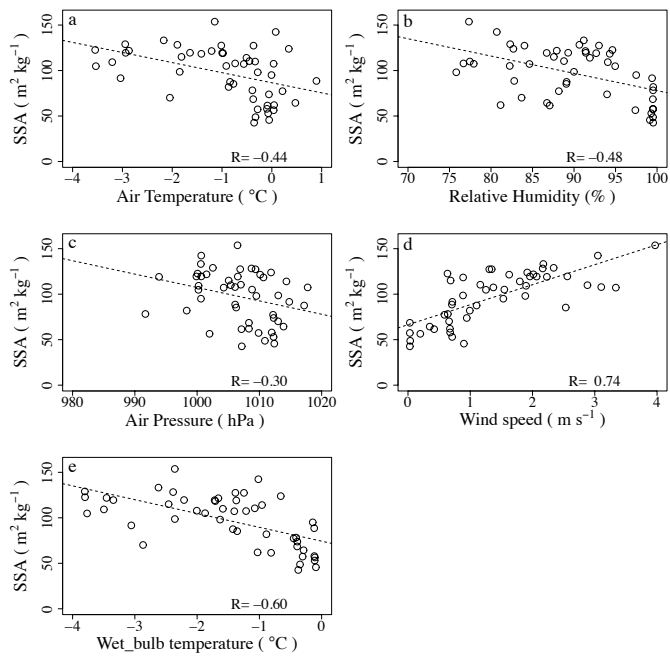 a
SSA ( m² kg⁻¹ )
0 50 100 150
R= –0.44
–4 –3 –2 –1 0 1
Air Temperature ( °C )
b
SSA ( m² kg⁻¹ )
0 50 100 150
R= –0.48
70 75 80 85 90 95 100
Relative Humidity (% )
c
SSA ( m² kg⁻¹ )
0 50 100 150
R= –0.30
980 990 1000 1010 1020
Air Pressure ( hPa )
d
SSA ( m² kg⁻¹ )
0 50 100 150
R= 0.74
0 1 2 3 4
Wind speed ( m s⁻¹ )
e
SSA ( m² kg⁻¹ )
0 50 100 150
R= –0.60
–4 –3 –2 –1 0
Wet_bulb temperature ( °C )